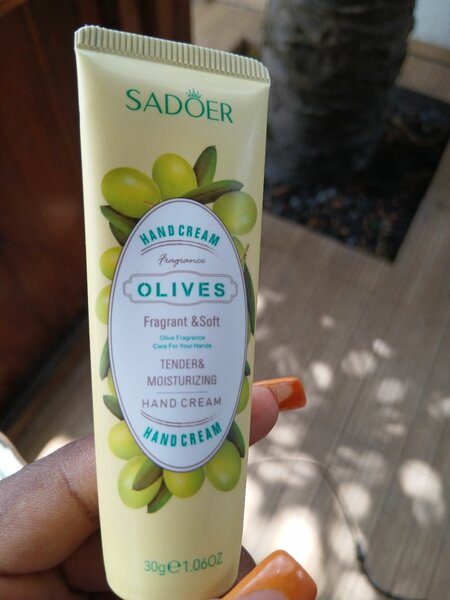 SADOER
HAND CREAM
Fragrance
OLIVES
Fragrant &Soft
Olive Fragrance
Care For Your Hands
TENDER&
MOISTURIZING
HAND CREAM
HAND CREAM
30g℮1.06OZ